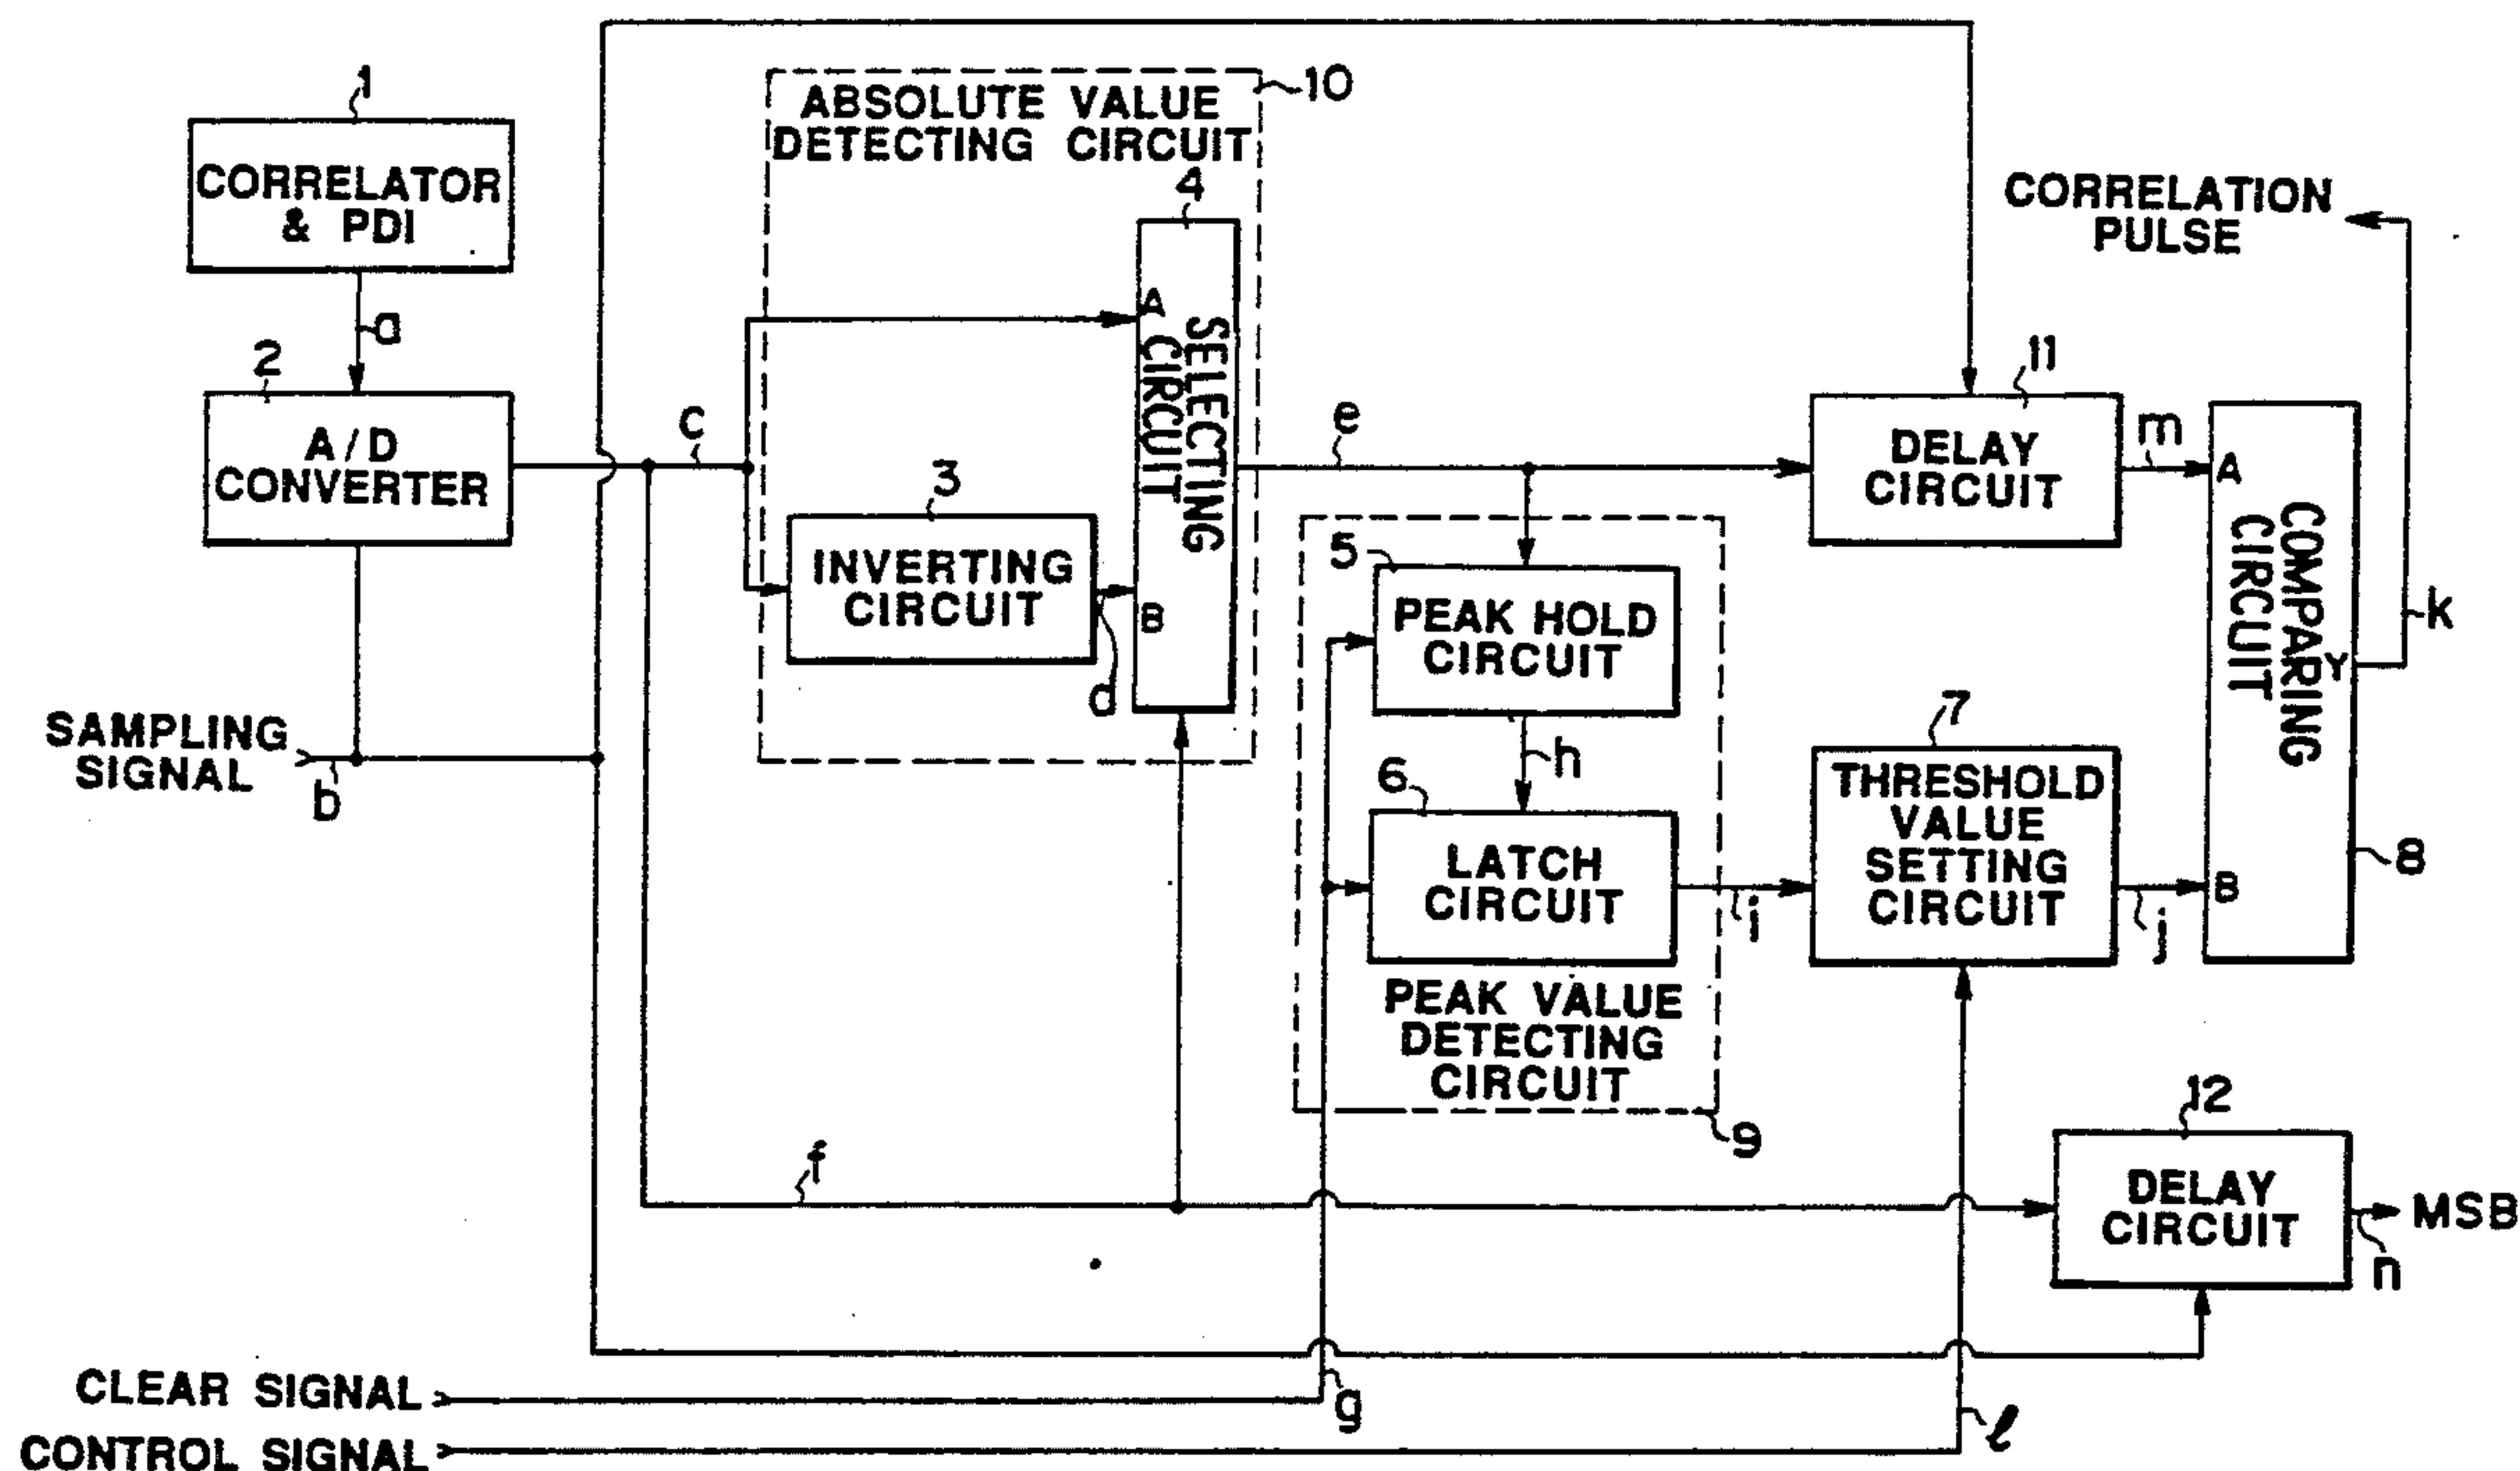 1
CORRELATOR
& PDI
a
2
A/D
CONVERTER
SAMPLING
SIGNAL
b
c
10
ABSOLUTE VALUE
DETECTING CIRCUIT
4
A
SELECTING
CIRCUIT
B
3
INVERTING
CIRCUIT
d
e
f
5
PEAK HOLD
CIRCUIT
h
6
LATCH
CIRCUIT
i
PEAK VALUE
DETECTING
CIRCUIT
9
11
DELAY
CIRCUIT
m
7
THRESHOLD
VALUE
SETTING
CIRCUIT
j
A
COMPARING
CIRCUIT
Y
B
8
k
CORRELATION
PULSE
12
DELAY
CIRCUIT
MSB
n
CLEAR SIGNAL
g
CONTROL SIGNAL
ℓ